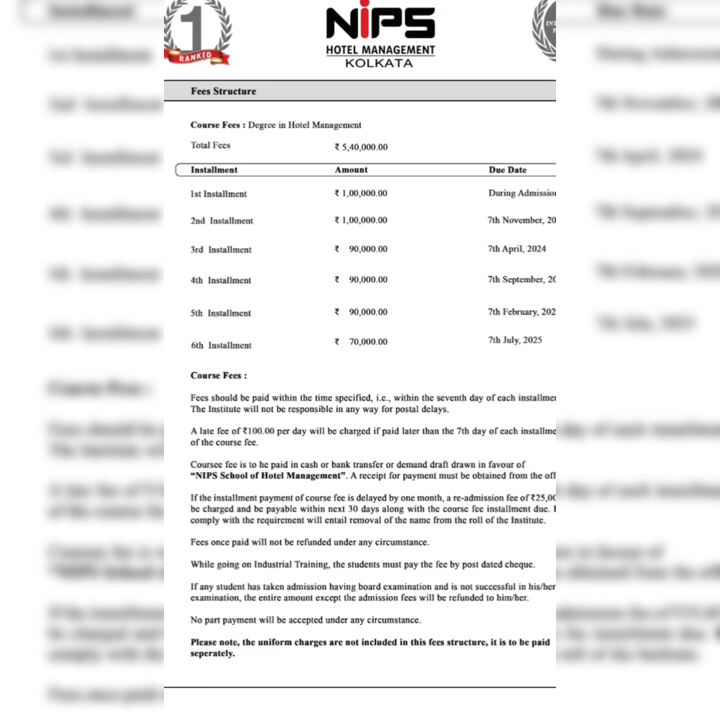 1
RANKED
NiPS
HOTEL MANAGEMENT
KOLKATA
Fees Structure
Course Fees : Degree in Hotel Management
Total Fees ₹ 5,40,000.00
Installment Amount Due Date
1st Installment ₹ 1,00,000.00 During Admission
2nd Installment ₹ 1,00,000.00 7th November, 20
3rd Installment ₹ 90,000.00 7th April, 2024
4th Installment ₹ 90,000.00 7th September, 20
5th Installment ₹ 90,000.00 7th February, 202
6th Installment ₹ 70,000.00 7th July, 2025
Course Fees :
Fees should be paid within the time specified, i.e., within the seventh day of each installmen
The Institute will not be responsible in any way for postal delays.
A late fee of ₹100.00 per day will be charged if paid later than the 7th day of each installme
of the course fee.
Coursee fee is to he paid in cash or bank transfer or demand draft drawn in favour of
“NIPS School of Hotel Management”. A receipt for payment must be obtained from the off
If the installment payment of course fee is delayed by one month, a re-admission fee of ₹25,00
be charged and be payable within next 30 days along with the course fee installment due.
comply with the requirement will entail removal of the name from the roll of the Institute.
Fees once paid will not be refunded under any circumstance.
While going on Industrial Training, the students must pay the fee by post dated cheque.
If any student has taken admission having board examination and is not successful in his/her
examination, the entire amount except the admission fees will be refunded to him/her.
No part payment will be accepted under any circumstance.
Please note, the uniform charges are not included in this fees structure, it is to be paid
seperately.